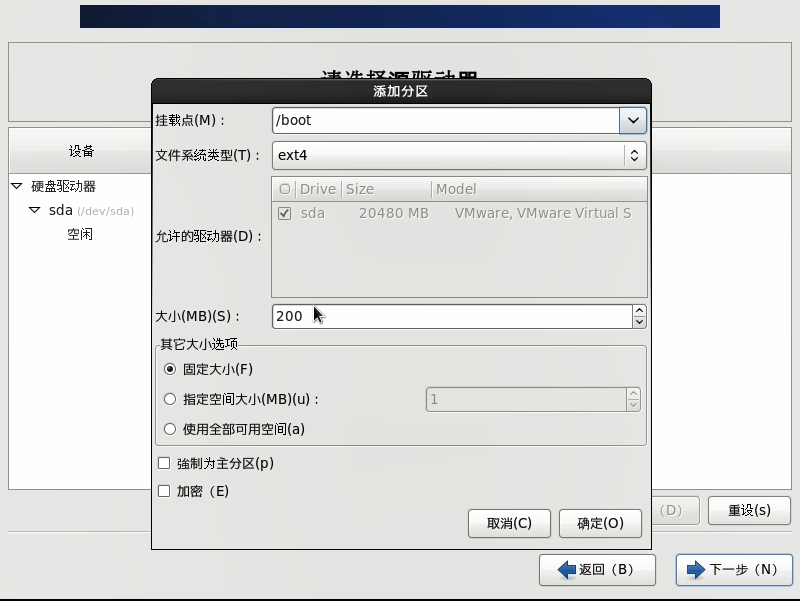 请选择源驱动器
添加分区
挂载点(M)：
/boot
文件系统类型(T)：
ext4
允许的驱动器(D)：
Drive Size Model
sda 20480 MB VMware, VMware Virtual S
大小(MB)(S)：
200
其它大小选项
固定大小(F)
指定空间大小(MB)(u)：
1
使用全部可用空间(a)
強制为主分区(p)
加密（E)
取消(C)
确定(O)
设备
硬盘驱动器
sda (/dev/sda)
空闲
(D)
重设(s)
返回（B）
下一步（N）